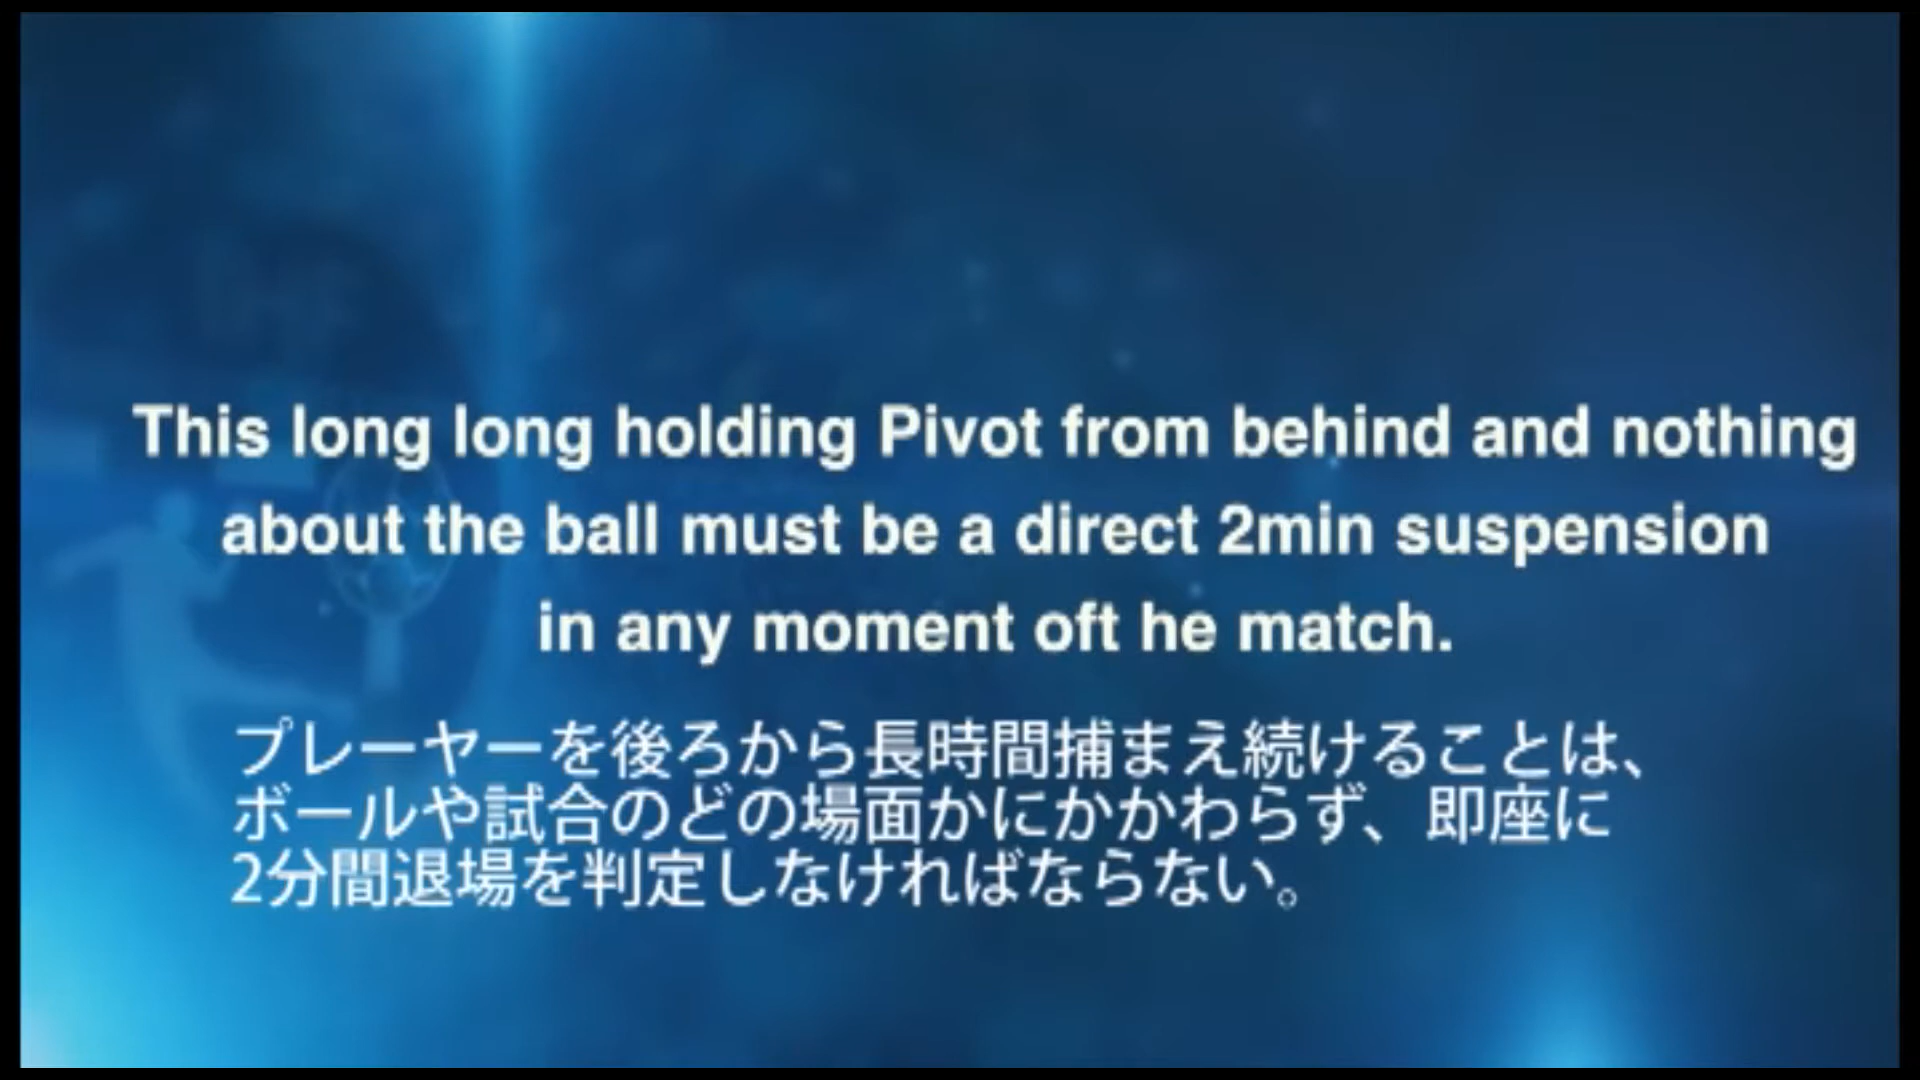 This long long holding Pivot from behind and nothing
about the ball must be a direct 2min suspension
in any moment oft he match.
プレーヤーを後ろから長時間捕まえ続けることは、
ボールや試合のどの場面かにかかわらず、即座に
2分間退場を判定しなければならない。